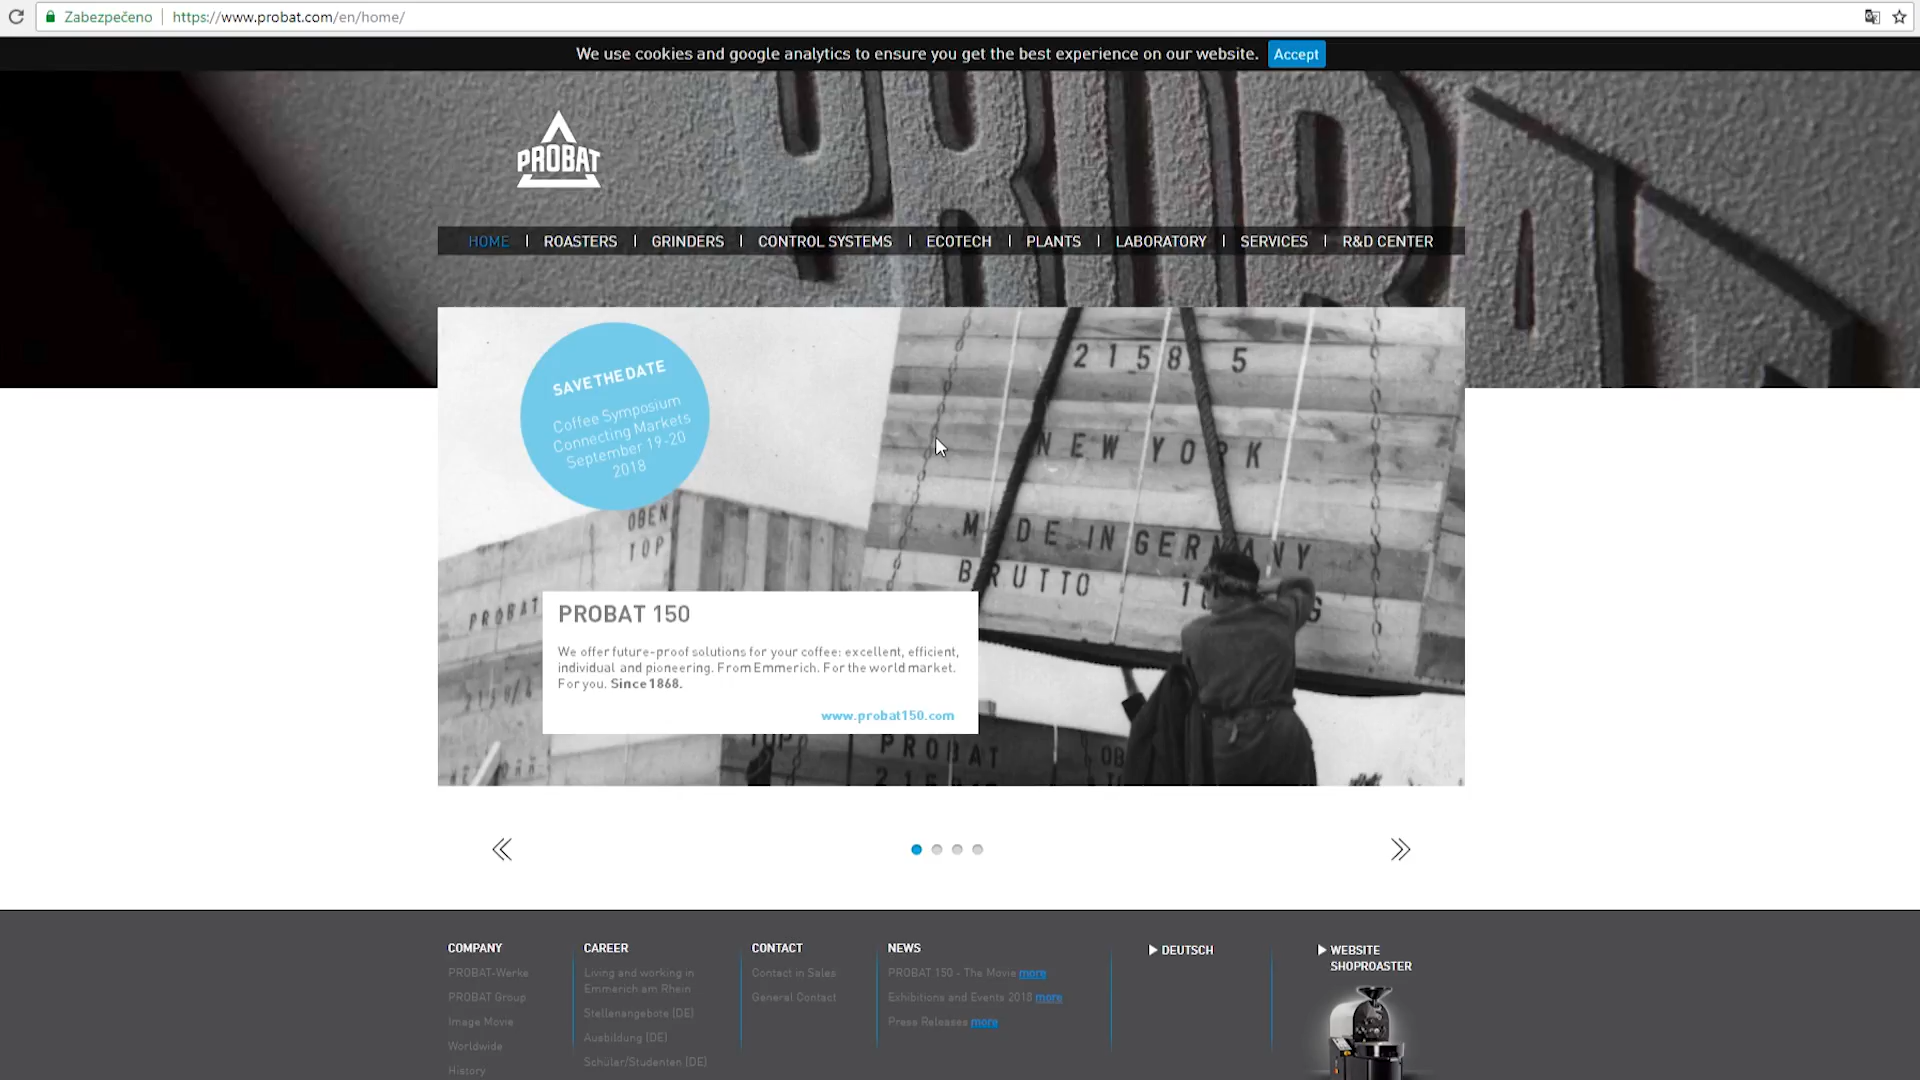 Zabezpečeno
https://www.probat.com/en/home/
We use cookies and google analytics to ensure you get the best experience on our website.
Accept
PROBAT
HOME
ROASTERS
GRINDERS
CONTROL SYSTEMS
ECOTECH
PLANTS
LABORATORY
SERVICES
R&D CENTER
SAVE THE DATE
Coffee Symposium
Connecting Markets
September 19-20
2018
2158 5
NEW YORK
MADE IN GERMANY
BRUTTO
OBEN
TOP
PROBAT
PROBAT 150
We offer future-proof solutions for your coffee: excellent, efficient,
individual and pioneering. From Emmerich. For the world market.
For you. Since 1868.
www.probat150.com
TOP
PROBAT
COMPANY
PROBAT-Werke
PROBAT Group
Image Movie
Worldwide
History
CAREER
Living and working in
Emmerich am Rhein
Stellenangebote (DE)
Ausbildung (DE)
Schüler/Studenten (DE)
CONTACT
Contact in Sales
General Contact
NEWS
PROBAT 150 - The Movie more
Exhibitions and Events 2018 more
Press Releases more
DEUTSCH
WEBSITE
SHOPROASTER